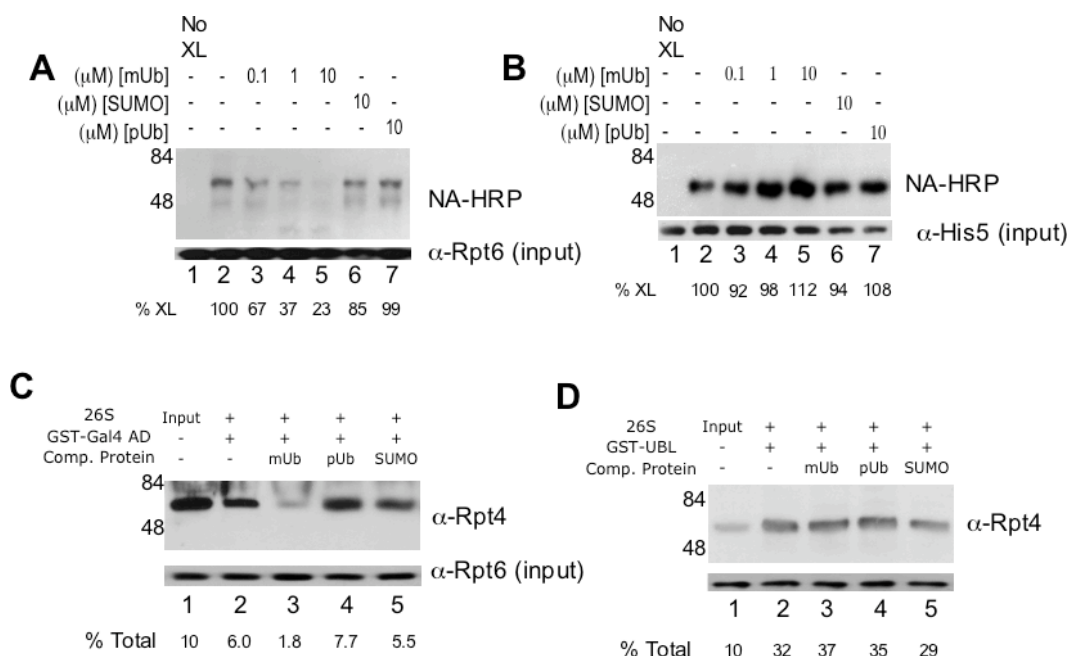 A
No
XL
(μM) [mUb] - - 0.1 1 10 - -
(μM) [SUMO] - - - - - 10 -
(μM) [pUb] - - - - - - 10
84
48
NA-HRP
α-Rpt6 (input)
1 2 3 4 5 6 7
% XL 100 67 37 23 85 99
B
No
XL
(μM) [mUb] - - 0.1 1 10 - -
(μM) [SUMO] - - - - - 10 -
(μM) [pUb] - - - - - - 10
84
48
NA-HRP
α-His5 (input)
1 2 3 4 5 6 7
% XL 100 92 98 112 94 108
C
26S Input + + + +
GST-Gal4 AD - + + + +
Comp. Protein - - mUb pUb SUMO
84
48
α-Rpt4
α-Rpt6 (input)
1 2 3 4 5
% Total 10 6.0 1.8 7.7 5.5
D
26S Input + + + +
GST-UBL - + + + +
Comp. Protein - - mUb pUb SUMO
84
48
α-Rpt4
1 2 3 4 5
% Total 10 32 37 35 29